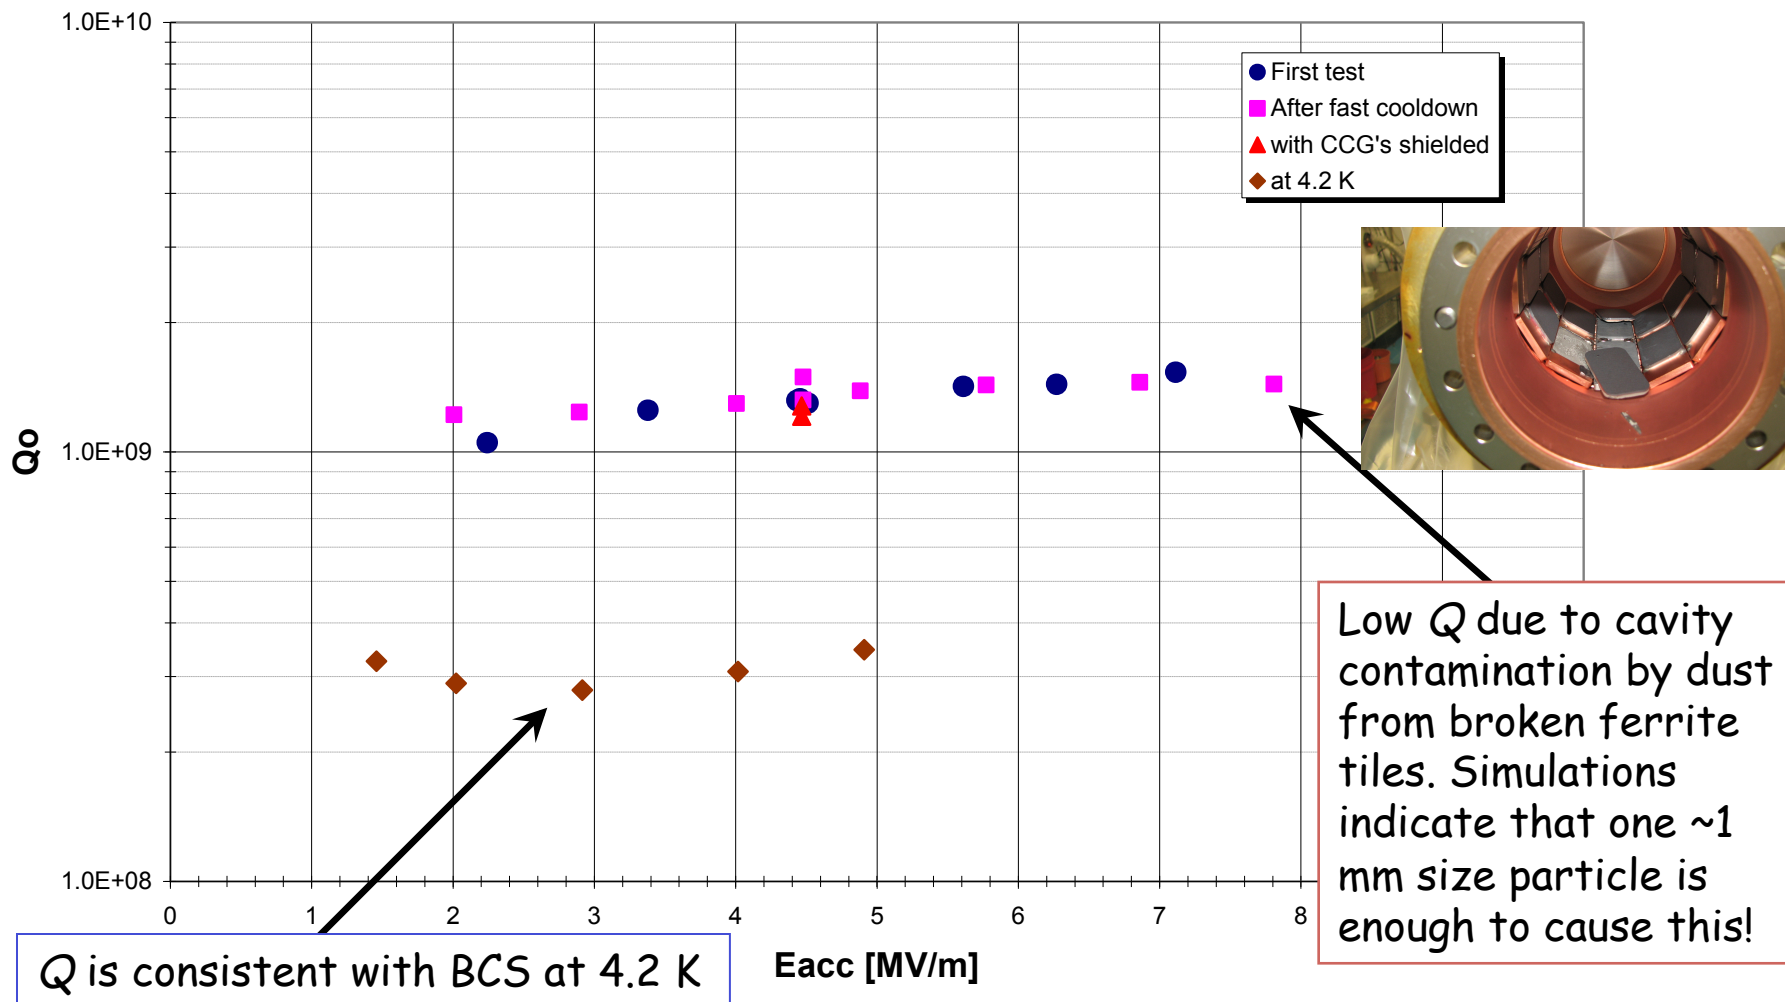 1.0E+10
First test
After fast cooldown
with CCG's shielded
at 4.2 K
Qo
1.0E+09
Low Q due to cavity
contamination by dust
from broken ferrite
tiles. Simulations
indicate that one ~1
mm size particle is
enough to cause this!
1.0E+08
0 1 2 3 4 5 6 7 8
Eacc [MV/m]
Q is consistent with BCS at 4.2 K